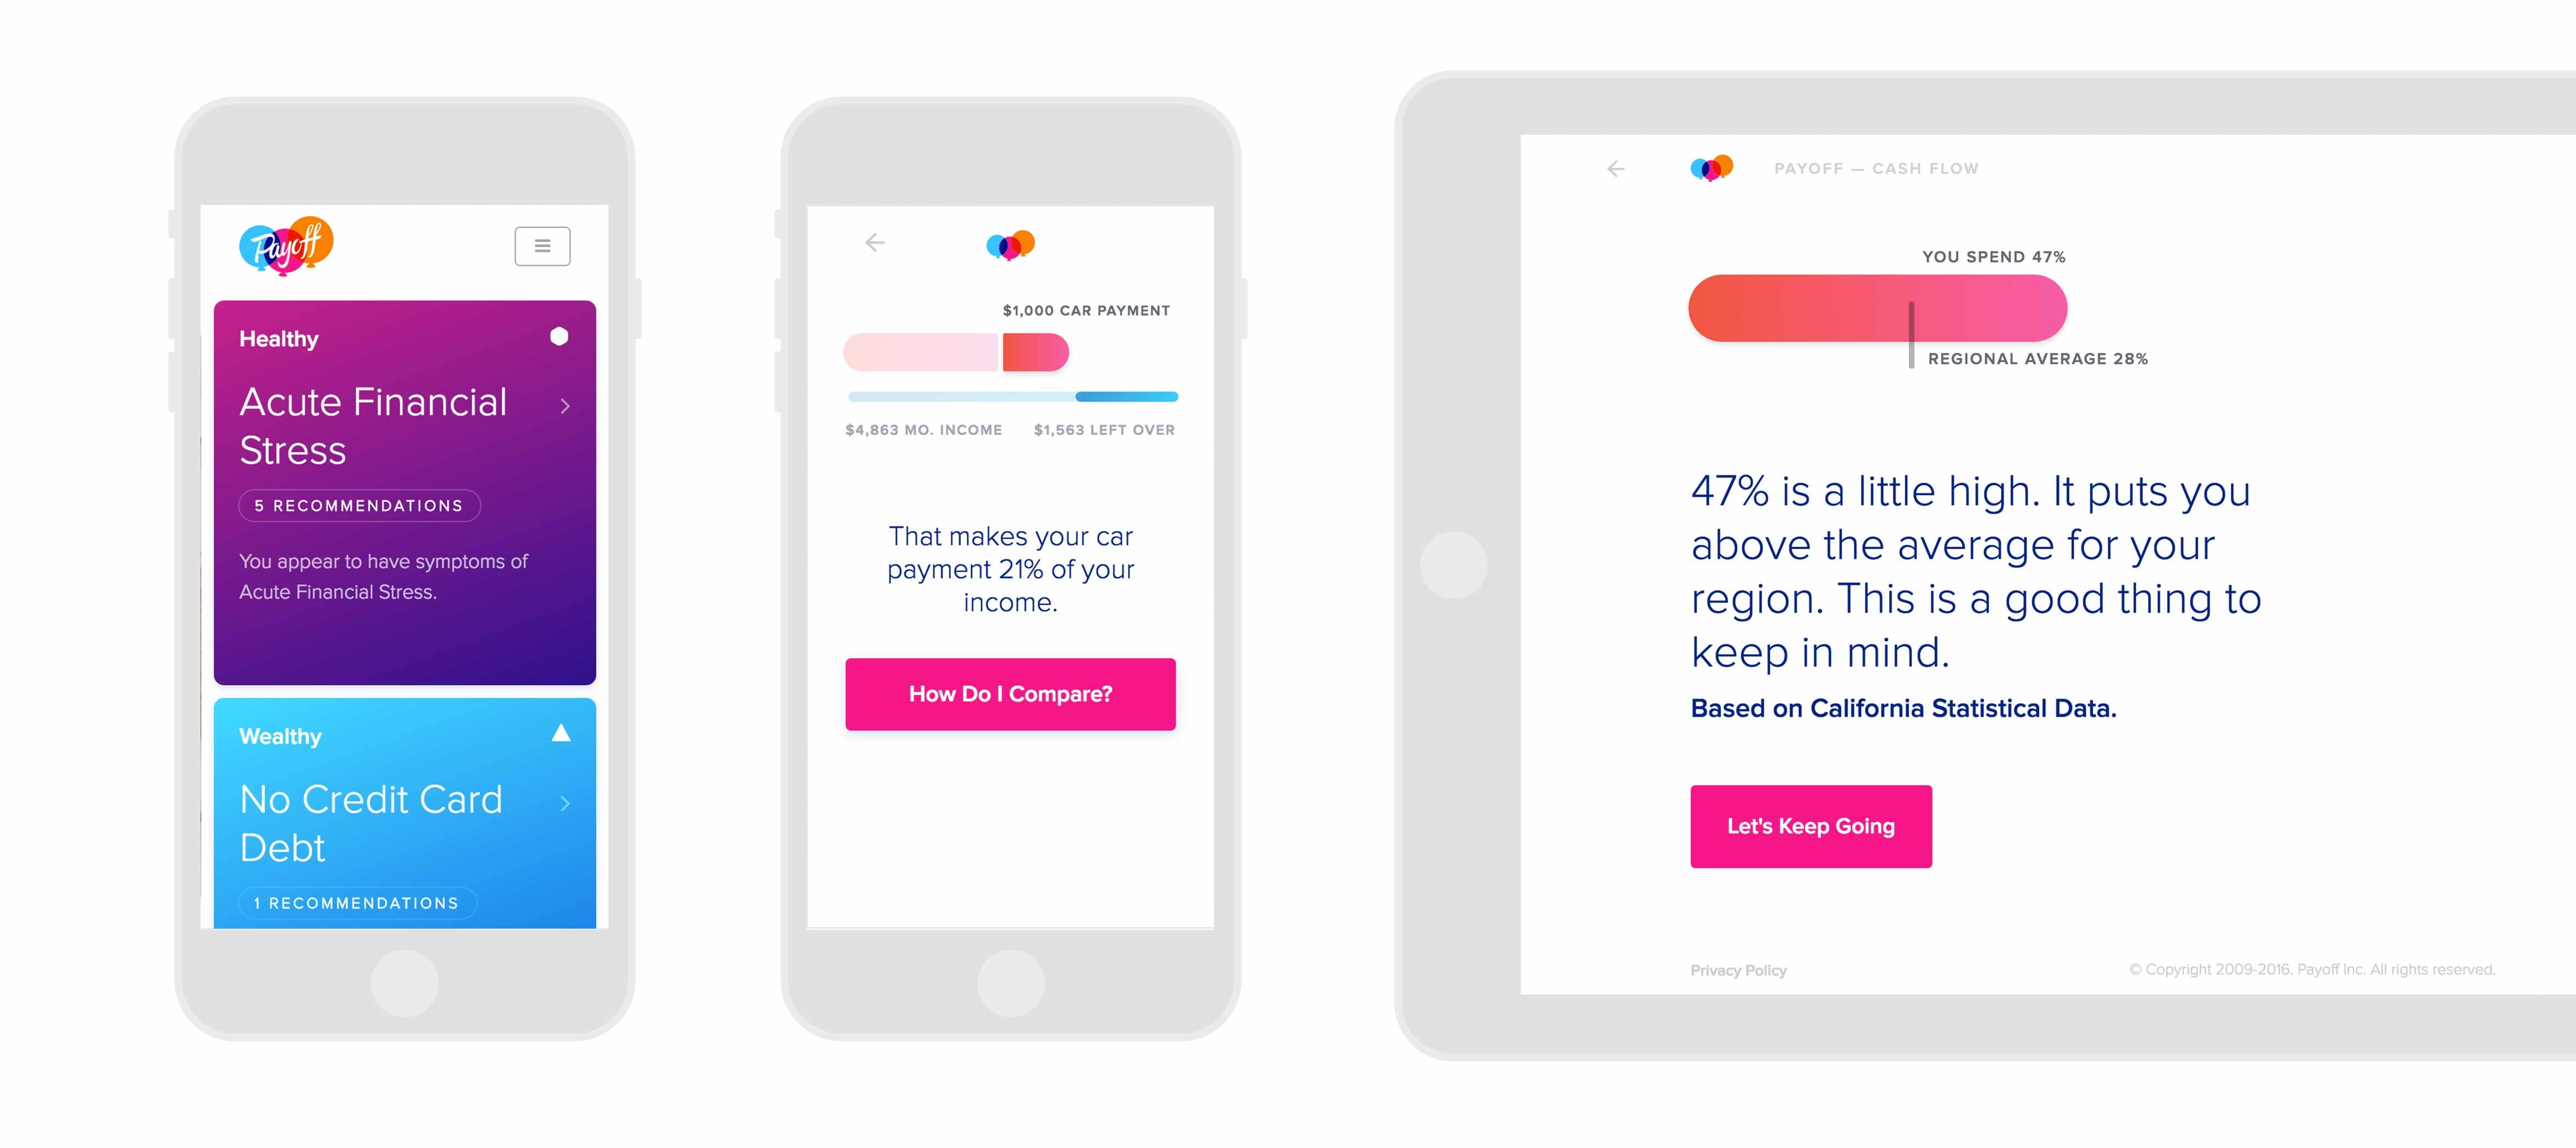 Payoff
Healthy
Acute Financial
Stress
5 RECOMMENDATIONS
You appear to have symptoms of
Acute Financial Stress.
Wealthy
No Credit Card
Debt
1 RECOMMENDATIONS
$1,000 CAR PAYMENT
$4,863 MO. INCOME
$1,563 LEFT OVER
That makes your car
payment 21% of your
income.
How Do I Compare?
PAYOFF — CASH FLOW
YOU SPEND 47%
REGIONAL AVERAGE 28%
47% is a little high. It puts you
above the average for your
region. This is a good thing to
keep in mind.
Based on California Statistical Data.
Let's Keep Going
Privacy Policy
© Copyright 2009-2016. Payoff Inc. All rights reserved.